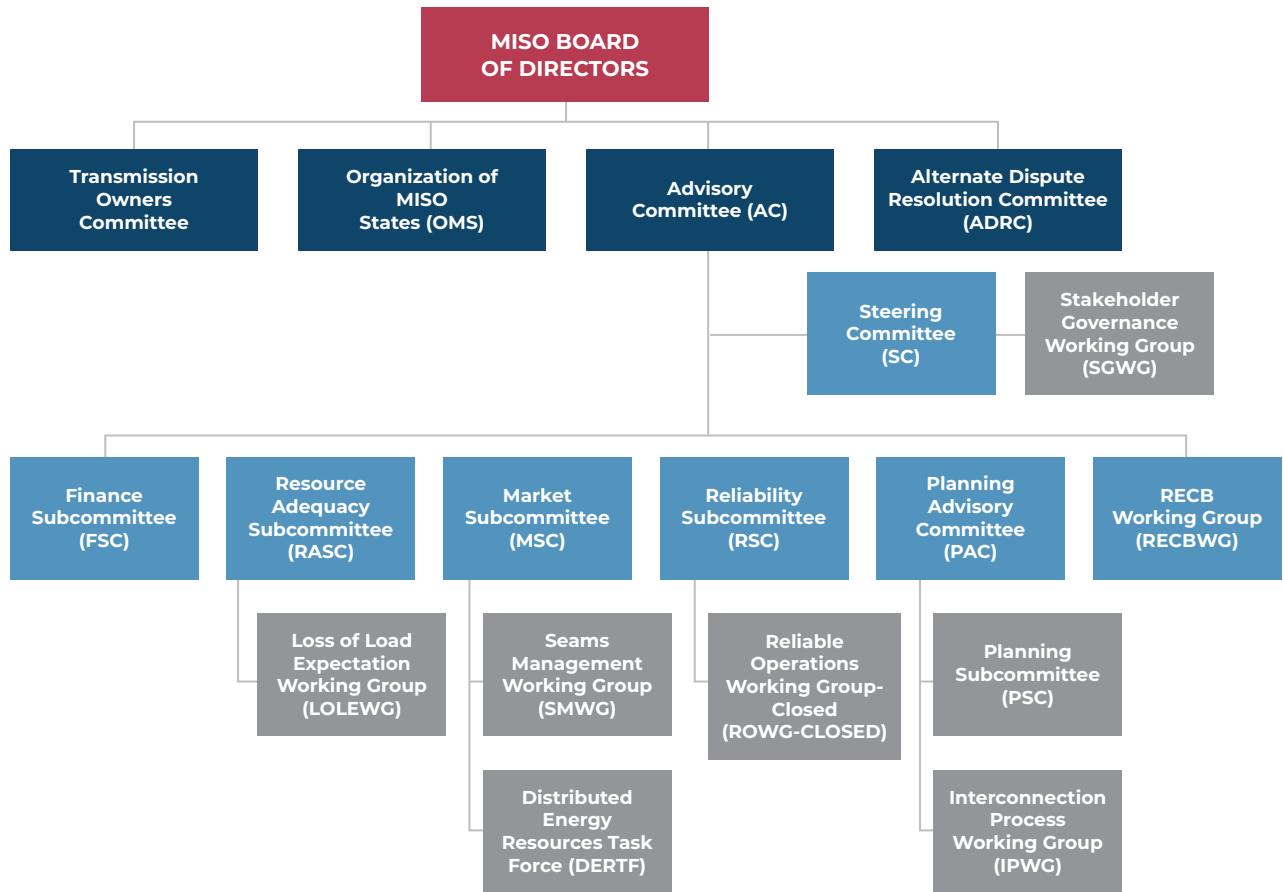 MISO BOARD
OF DIRECTORS
Transmission
Owners
Committee
Organization of
MISO
States (OMS)
Advisory
Committee (AC)
Alternate Dispute
Resolution Committee
(ADRC)
Steering
Committee
(SC)
Stakeholder
Governance
Working Group
(SGWG)
Finance
Subcommittee
(FSC)
Resource
Adequacy
Subcommittee
(RASC)
Market
Subcommittee
(MSC)
Reliability
Subcommittee
(RSC)
Planning
Advisory
Committee
(PAC)
RECB
Working Group
(RECBWG)
Loss of Load
Expectation
Working Group
(LOLEWG)
Seams
Management
Working Group
(SMWG)
Reliable
Operations
Working Group-
Closed
(ROWG-CLOSED)
Planning
Subcommittee
(PSC)
Distributed
Energy
Resources Task
Force (DERTF)
Interconnection
Process
Working Group
(IPWG)